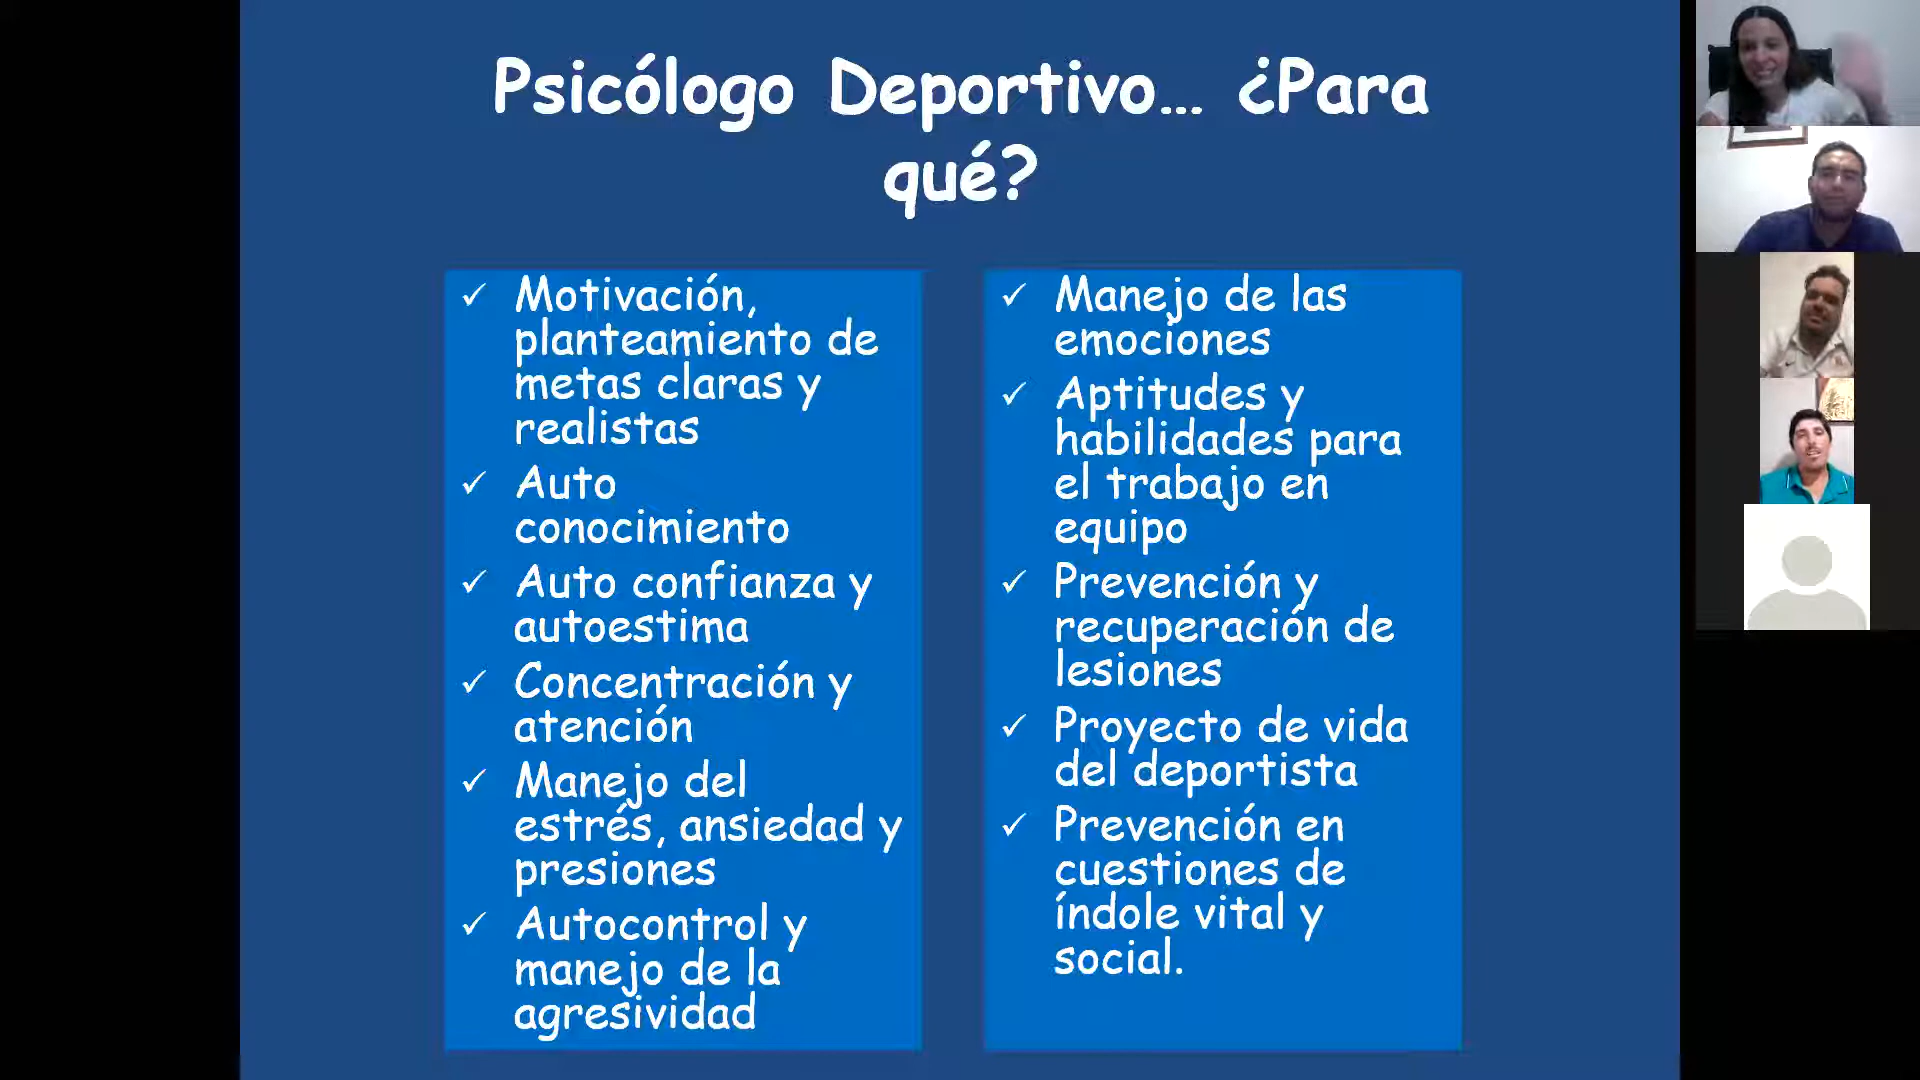 Psicólogo Deportivo... ¿Para
qué?
✓ Motivación,
planteamiento de
metas claras y
realistas
✓ Auto
conocimiento
✓ Auto confianza y
autoestima
✓ Concentración y
atención
✓ Manejo del
estrés, ansiedad y
presiones
✓ Autocontrol y
manejo de la
agresividad
✓ Manejo de las
emociones
✓ Aptitudes y
habilidades para
el trabajo en
equipo
✓ Prevención y
recuperación de
lesiones
✓ Proyecto de vida
del deportista
✓ Prevención en
cuestiones de
índole vital y
social.